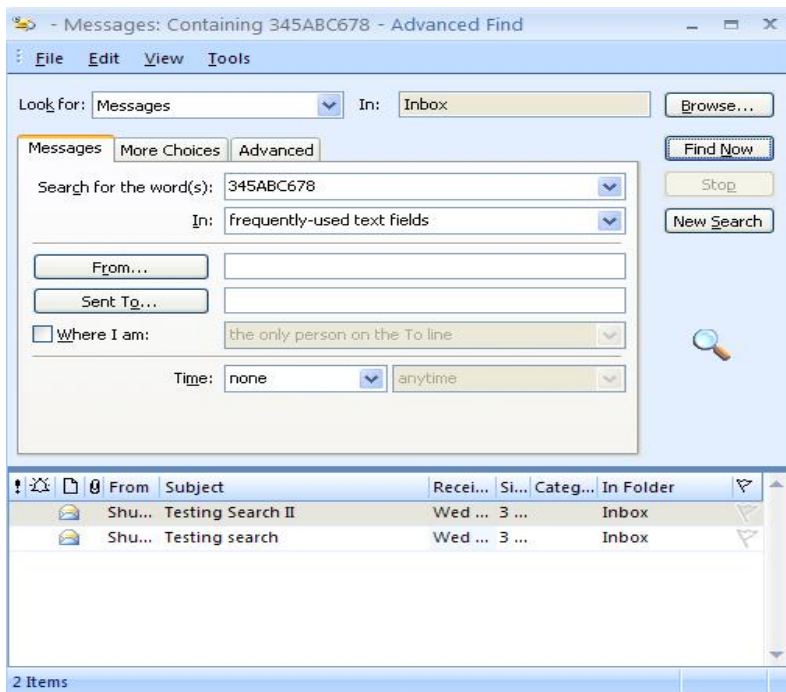 - Messages: Containing 345ABC678 - Advanced Find
File Edit View Tools
Look for: Messages In: Inbox Browse...
Messages More Choices Advanced Find Now
Search for the word(s): 345ABC678 Stop
In: frequently-used text fields New Search
From...
Sent To...
Where I am: the only person on the To line
Time: none anytime
! From Subject Recei... Si... Categ... In Folder
Shu... Testing Search II Wed ... 3 ... Inbox
Shu... Testing search Wed ... 3 ... Inbox
2 Items